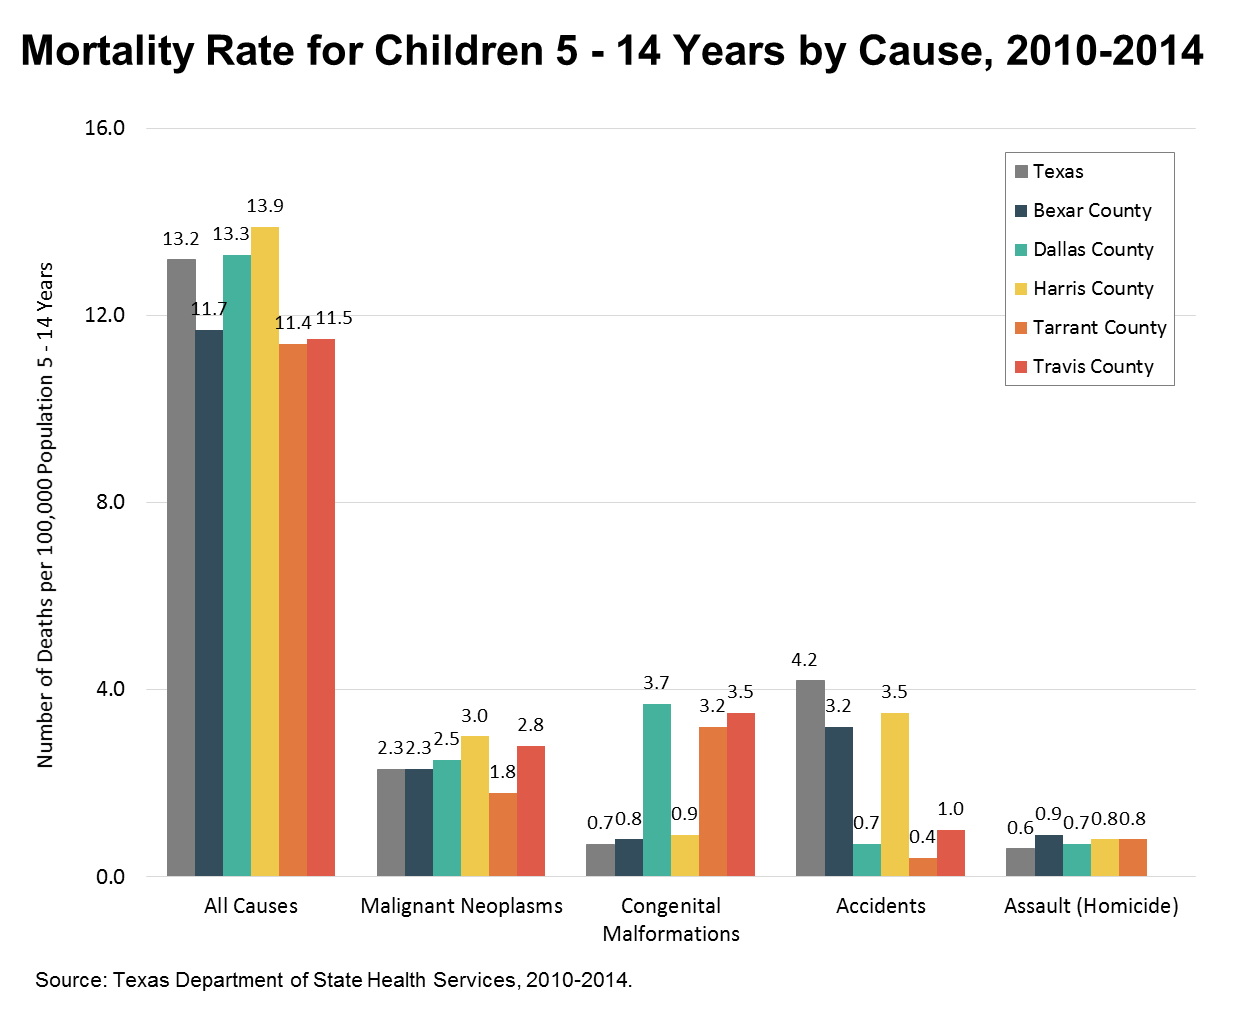 Mortality Rate for Children 5 - 14 Years by Cause, 2010-2014
Number of Deaths per 100,000 Population 5 - 14 Years
16.0
12.0
8.0
4.0
0.0
Texas
Bexar County
Dallas County
Harris County
Tarrant County
Travis County
13.2
11.7
13.3
13.9
11.4
11.5
2.3
2.3
2.5
3.0
1.8
2.8
0.7
0.8
3.7
0.9
3.2
3.5
4.2
3.2
0.7
3.5
0.4
1.0
0.6
0.9
0.7
0.8
0.8
All Causes
Malignant Neoplasms
Congenital
Malformations
Accidents
Assault (Homicide)
Source: Texas Department of State Health Services, 2010-2014.